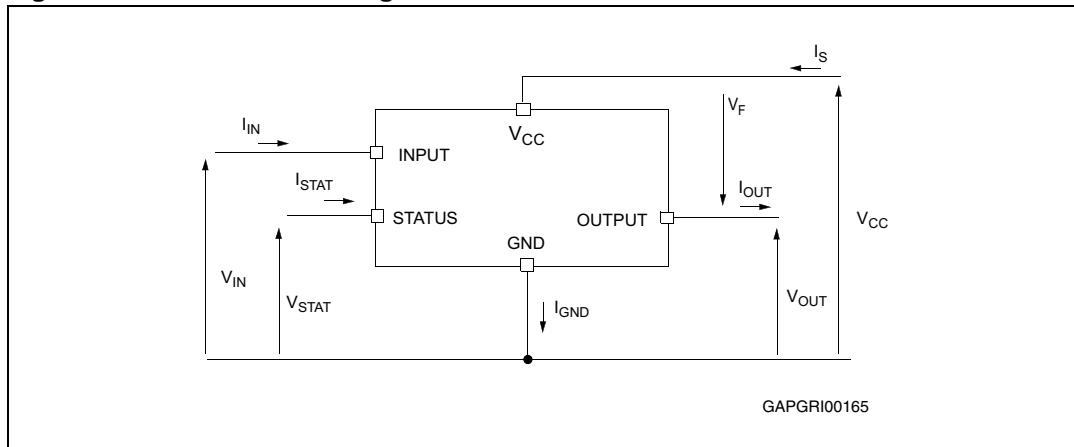 I_S
V_F
I_IN
V_CC
INPUT
I_STAT
I_OUT
STATUS
OUTPUT
V_CC
GND
V_IN
V_STAT
I_GND
V_OUT
GAPGRI00165